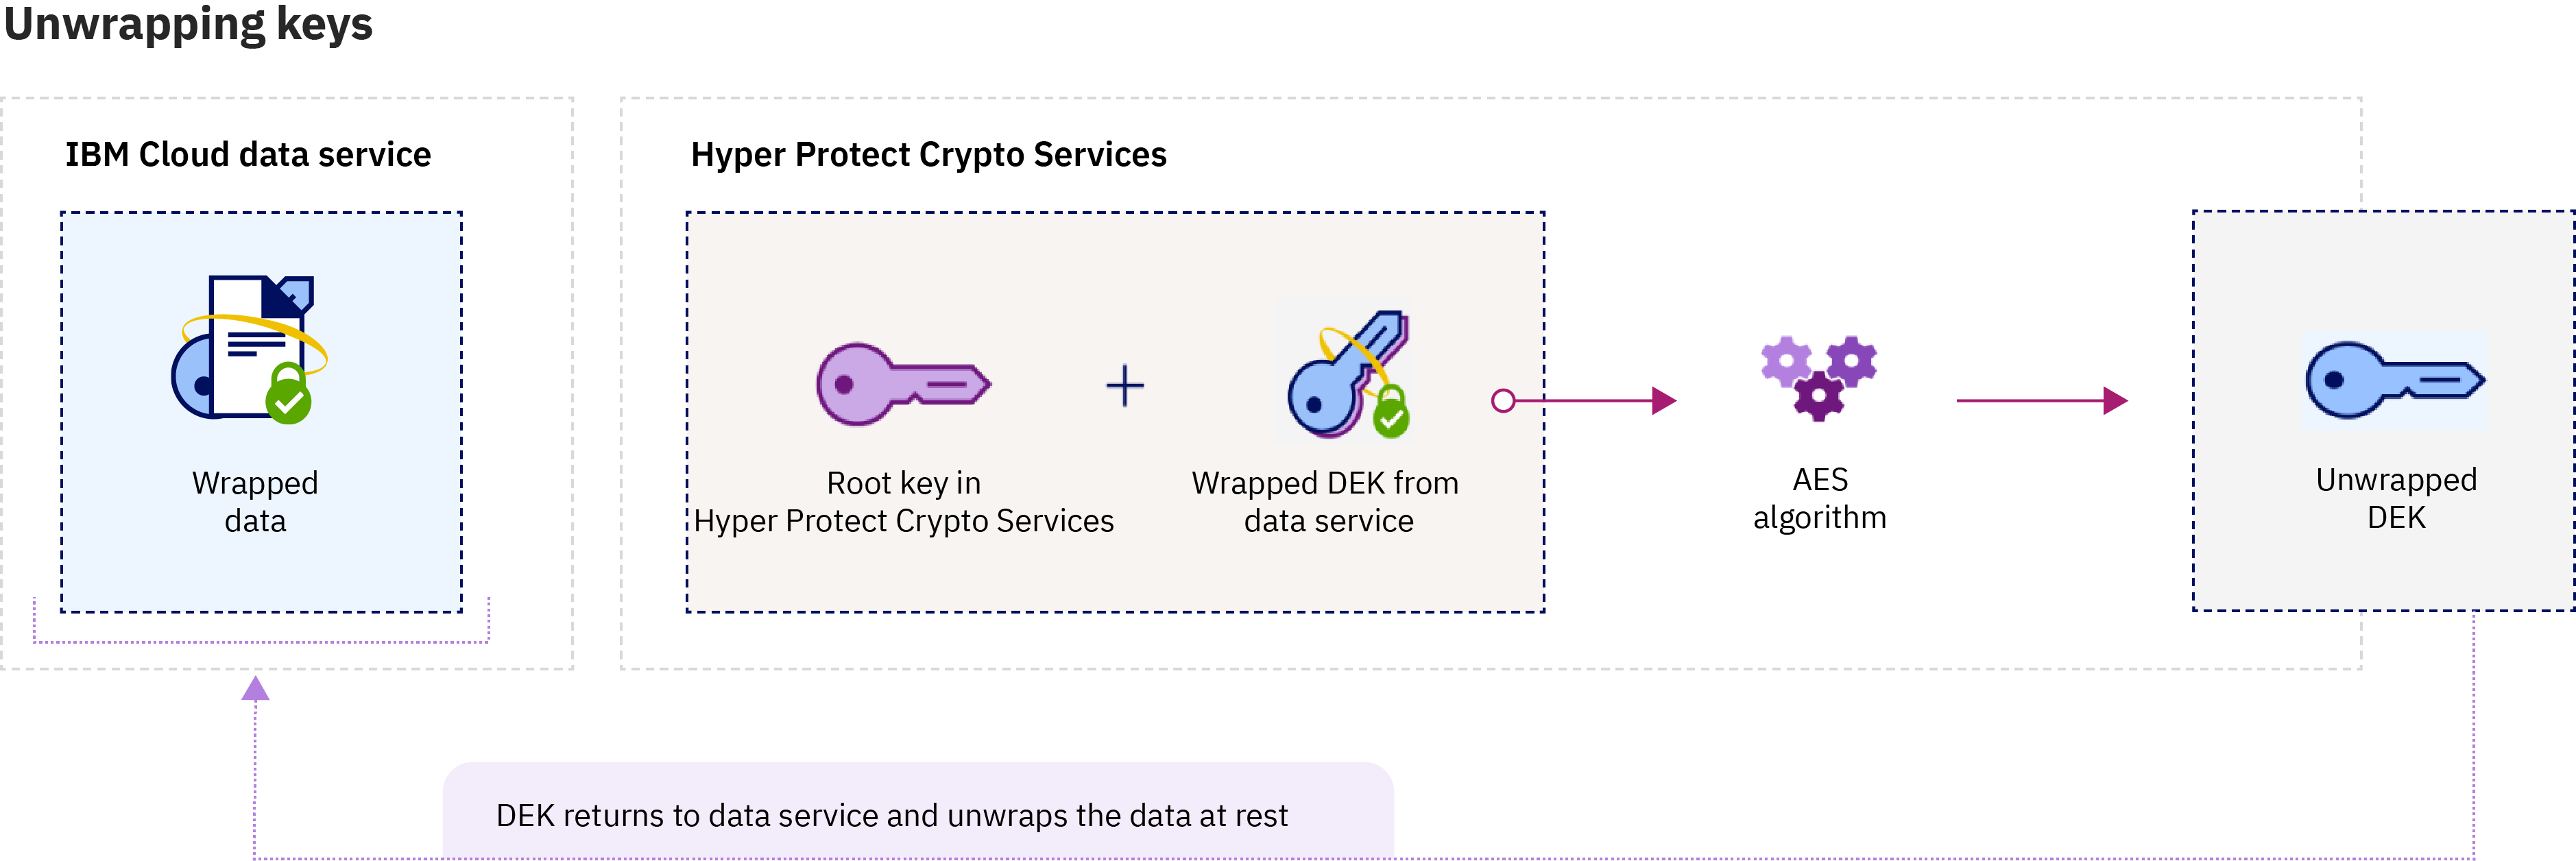 Unwrapping keys
IBM Cloud data service
Hyper Protect Crypto Services
Wrapped
data
Root key in
Hyper Protect Crypto Services
Wrapped DEK from
data service
AES
algorithm
Unwrapped
DEK
DEK returns to data service and unwraps the data at rest